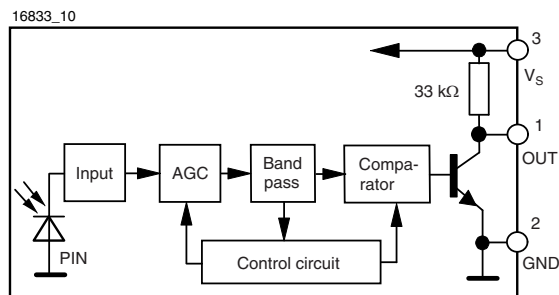 16833_10
3
VS
33 kΩ
1
OUT
Input
AGC
Band
pass
Compa-
rator
2
GND
PIN
Control circuit